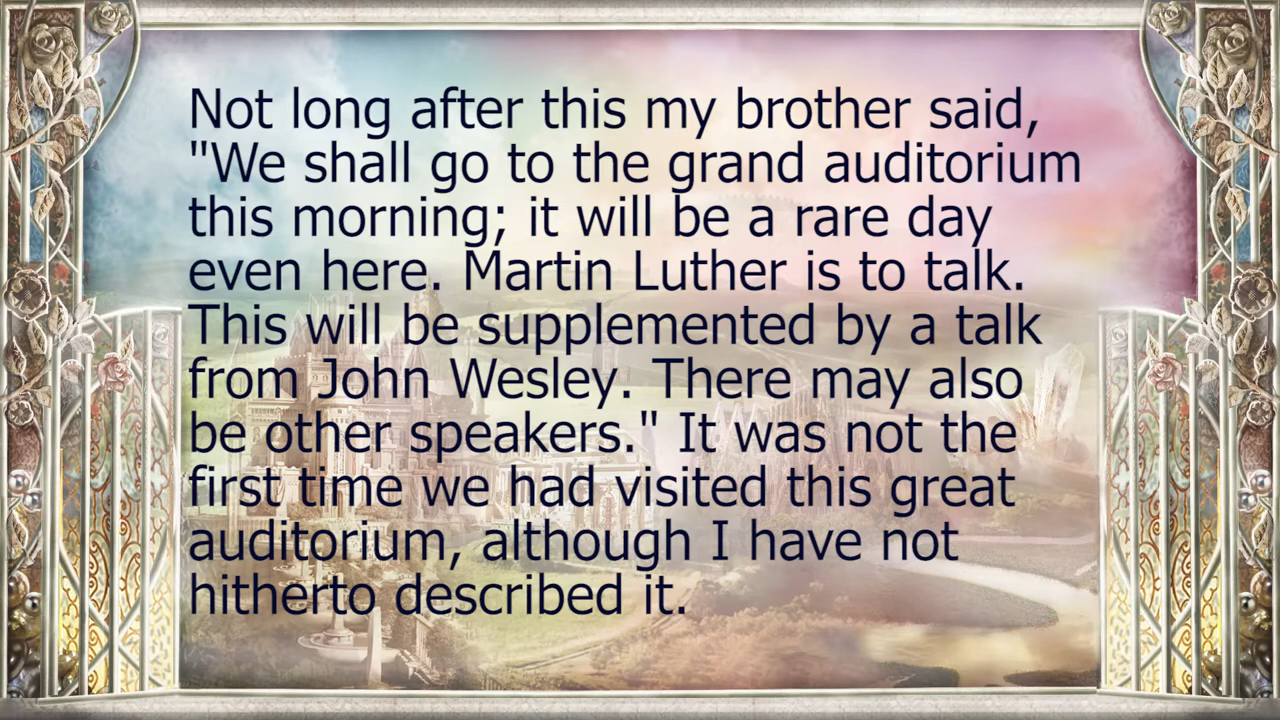 Not long after this my brother said,
"We shall go to the grand auditorium
this morning; it will be a rare day
even here. Martin Luther is to talk.
This will be supplemented by a talk
from John Wesley. There may also
be other speakers." It was not the
first time we had visited this great
auditorium, although I have not
hitherto described it.